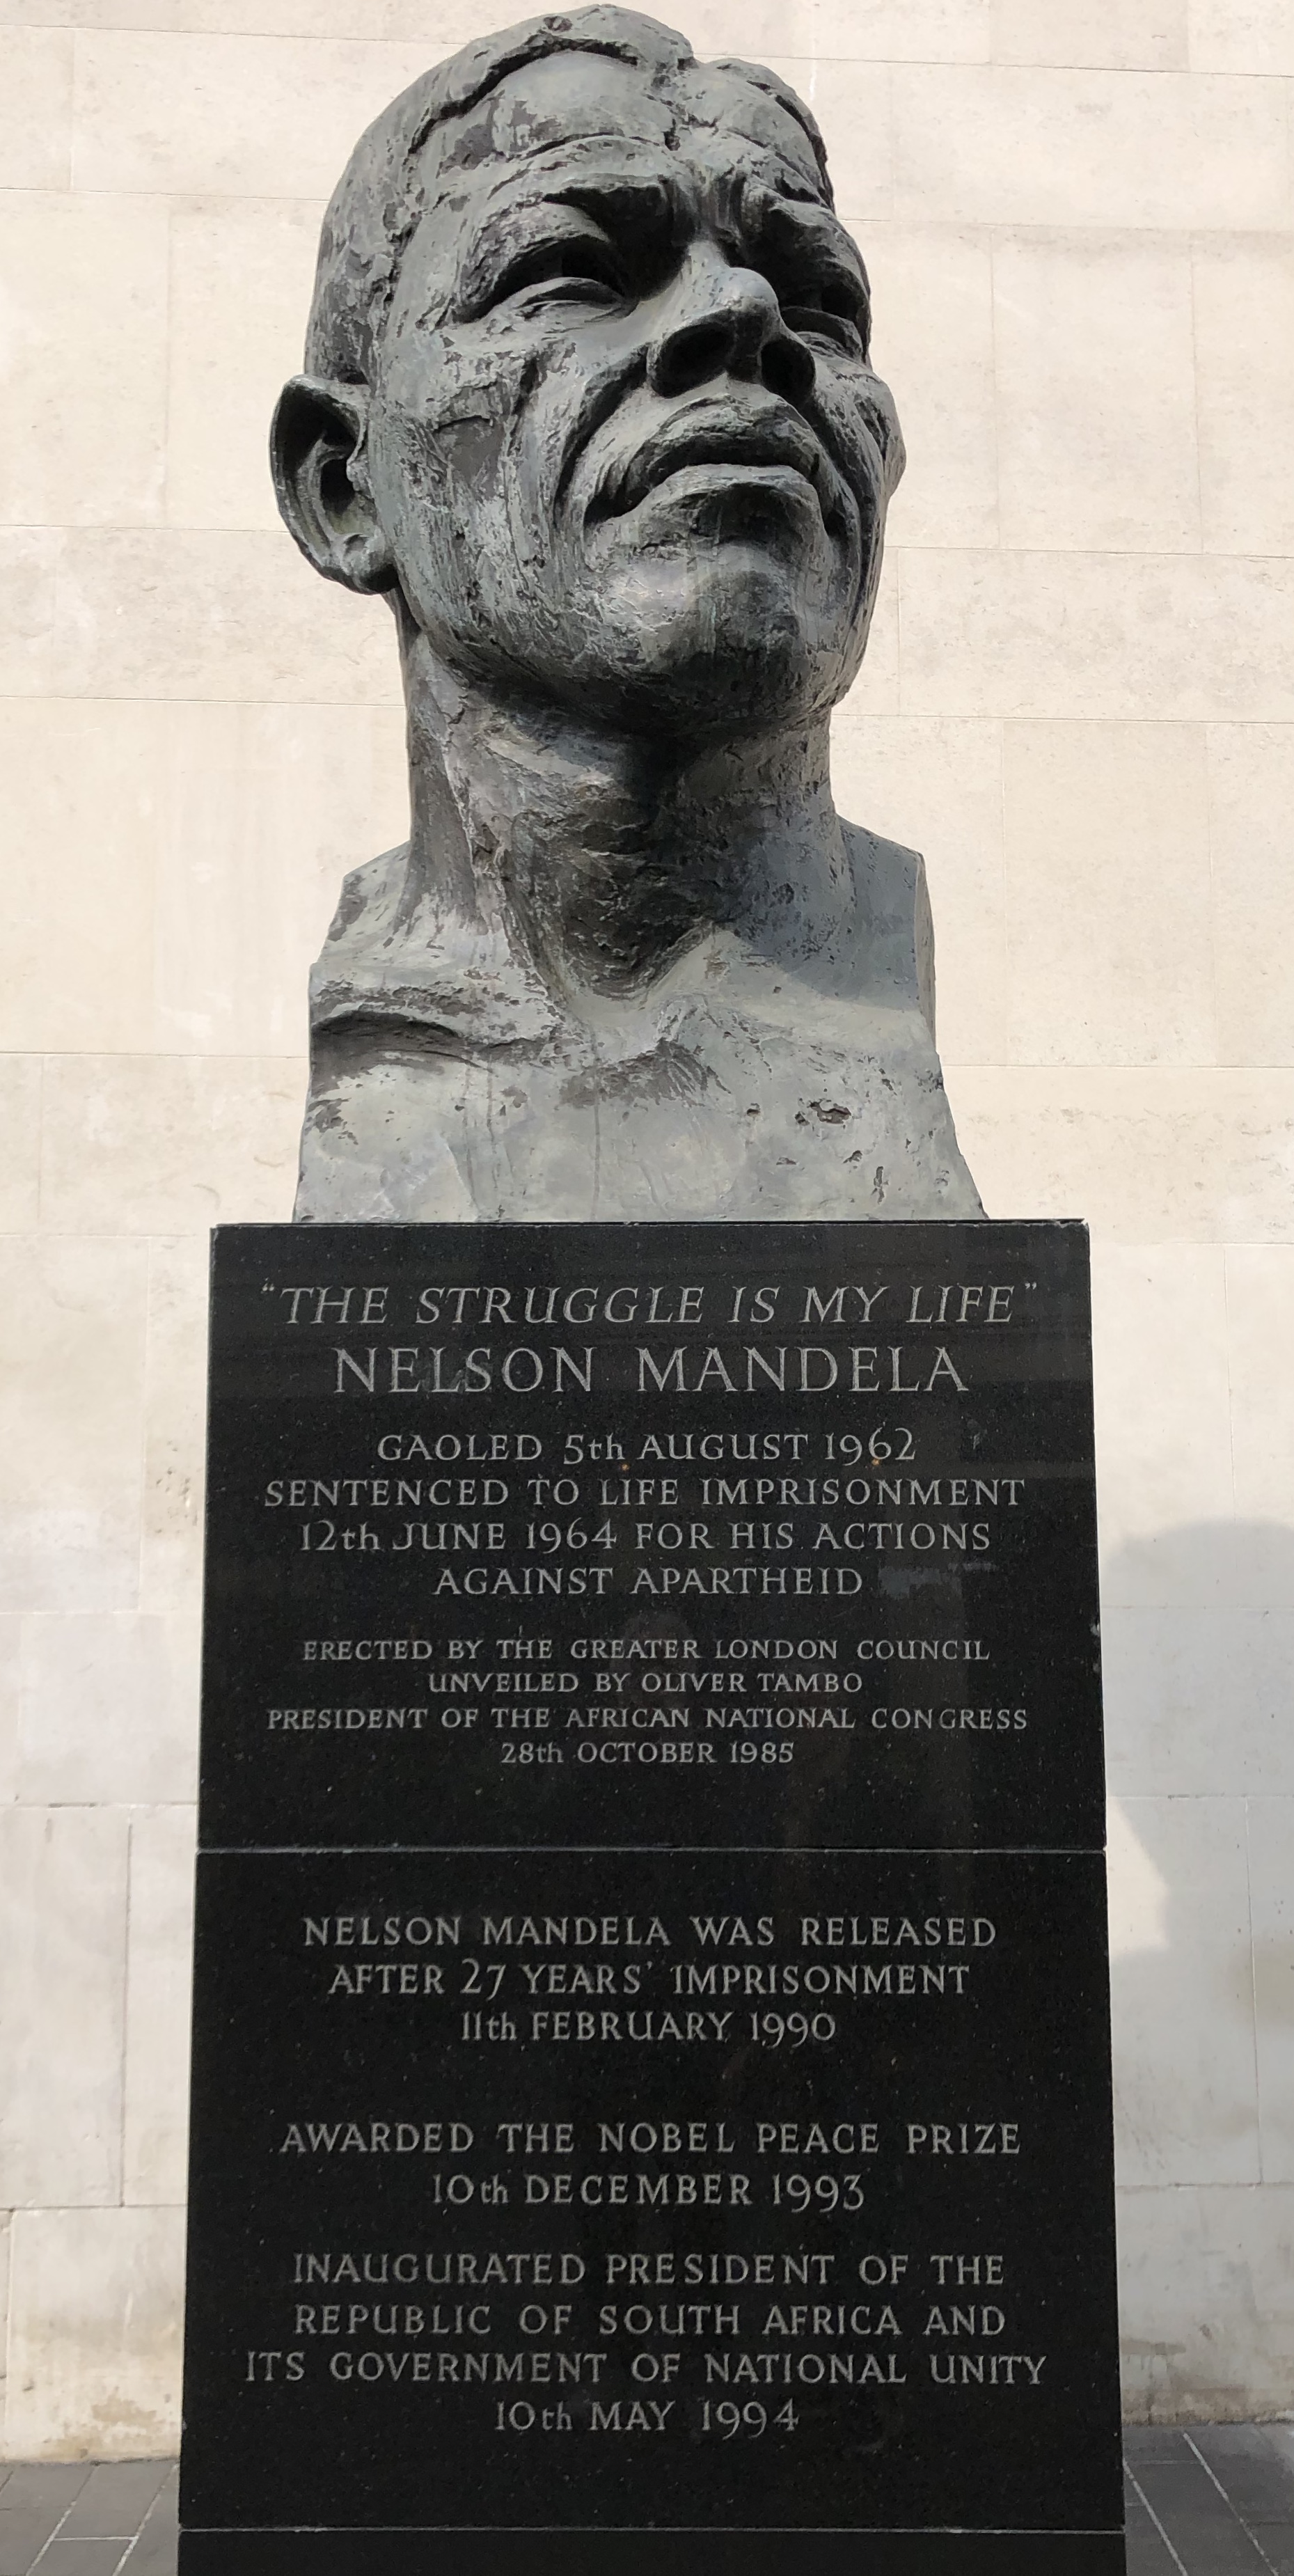 “THE STRUGGLE IS MY LIFE”
NELSON MANDELA
GAOLED 5th AUGUST 1962
SENTENCED TO LIFE IMPRISONMENT
12th JUNE 1964 FOR HIS ACTIONS
AGAINST APARTHEID
ERECTED BY THE GREATER LONDON COUNCIL
UNVEILED BY OLIVER TAMBO
PRESIDENT OF THE AFRICAN NATIONAL CONGRESS
28th OCTOBER 1985
NELSON MANDELA WAS RELEASED
AFTER 27 YEARS’ IMPRISONMENT
11th FEBRUARY 1990
AWARDED THE NOBEL PEACE PRIZE
10th DECEMBER 1993
INAUGURATED PRESIDENT OF THE
REPUBLIC OF SOUTH AFRICA AND
ITS GOVERNMENT OF NATIONAL UNITY
10th MAY 1994